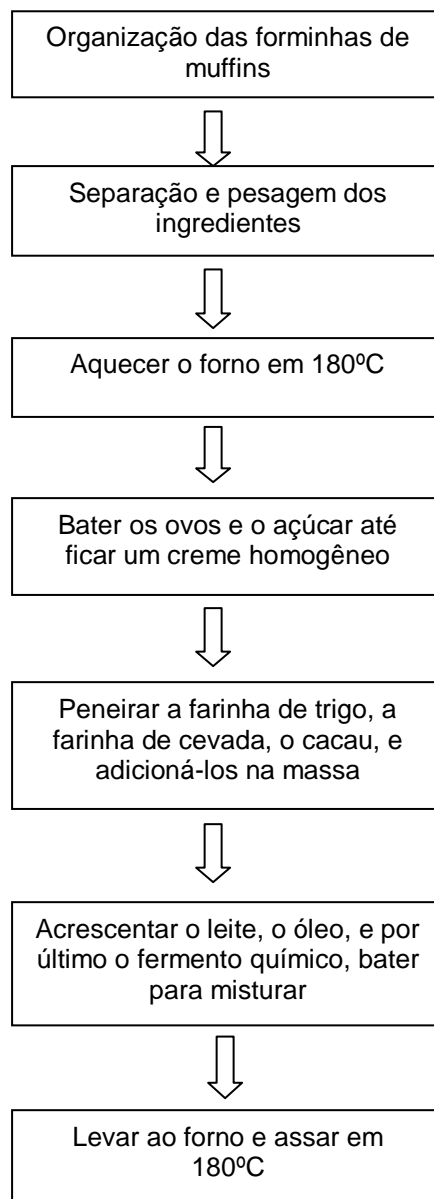 Organização das forminhas de
muffins
Separação e pesagem dos
ingredientes
Aquecer o forno em 180ºC
Bater os ovos e o açúcar até
ficar um creme homogêneo
Peneirar a farinha de trigo, a
farinha de cevada, o cacau, e
adicioná-los na massa
Acrescentar o leite, o óleo, e por
último o fermento químico, bater
para misturar
Levar ao forno e assar em
180ºC